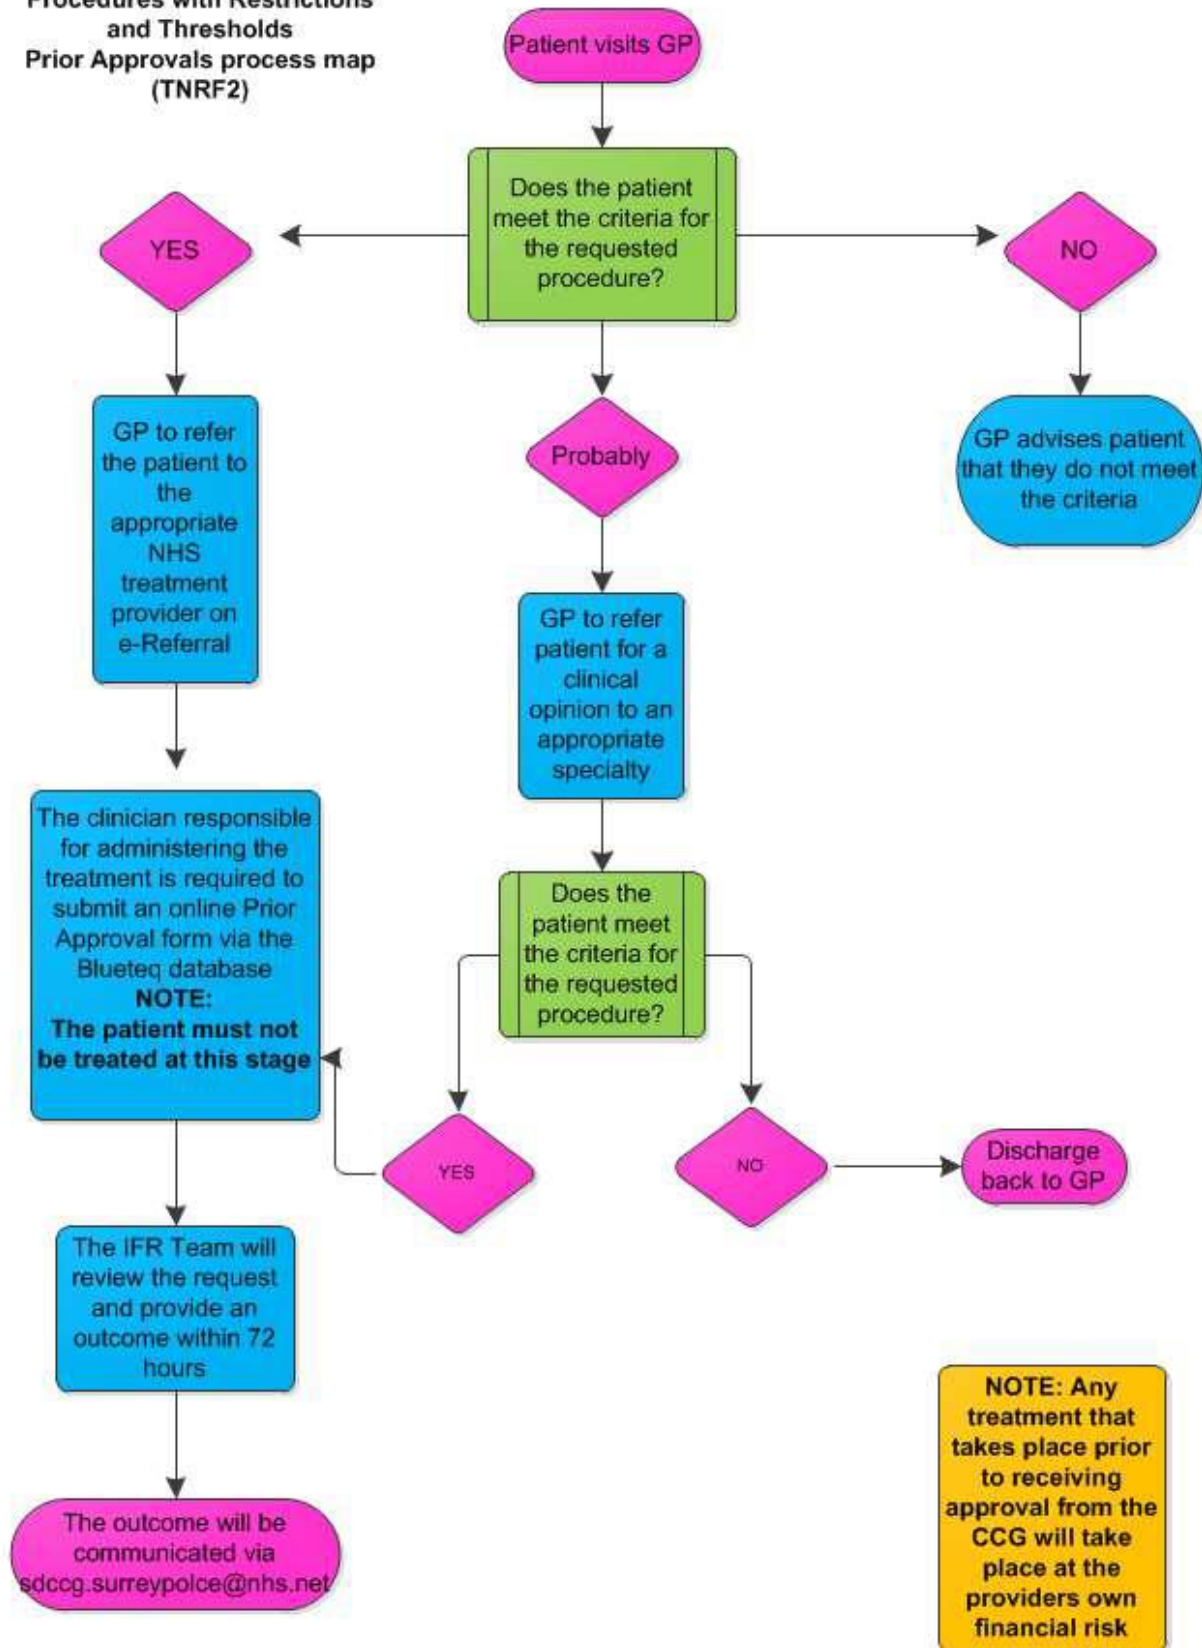 Procedures with Restrictions
and Thresholds
Prior Approvals process map
(TNRF2)
Patient visits GP
Does the patient
meet the criteria for
the requested
procedure?
YES
NO
Probably
GP to refer
the patient to
the
appropriate
NHS
treatment
provider on
e-Referral
GP advises patient
that they do not meet
the criteria
GP to refer
patient for a
clinical
opinion to an
appropriate
specialty
The clinician responsible
for administering the
treatment is required to
submit an online Prior
Approval form via the
Blueteq database
NOTE:
The patient must not
be treated at this stage
Does the
patient meet
the criteria for
the requested
procedure?
YES
NO
Discharge
back to GP
The IFR Team will
review the request
and provide an
outcome within 72
hours
The outcome will be
communicated via
sdccg.surreypolce@nhs.net
NOTE: Any
treatment that
takes place prior
to receiving
approval from the
CCG will take
place at the
providers own
financial risk